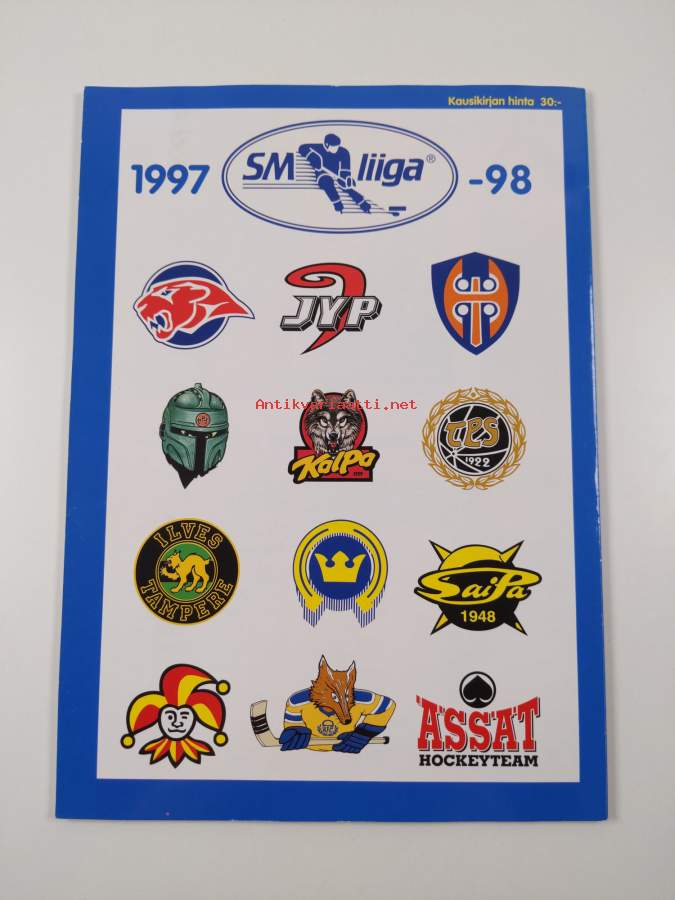 Kausikirjan hinta 30:-
1997 SM liiga® -98
JYP
Antikvariaatti.net
KalPa
TPS
1922
ILVES
TAMPERE
SaiPa
1948
ÄSSÄT
HOCKEYTEAM